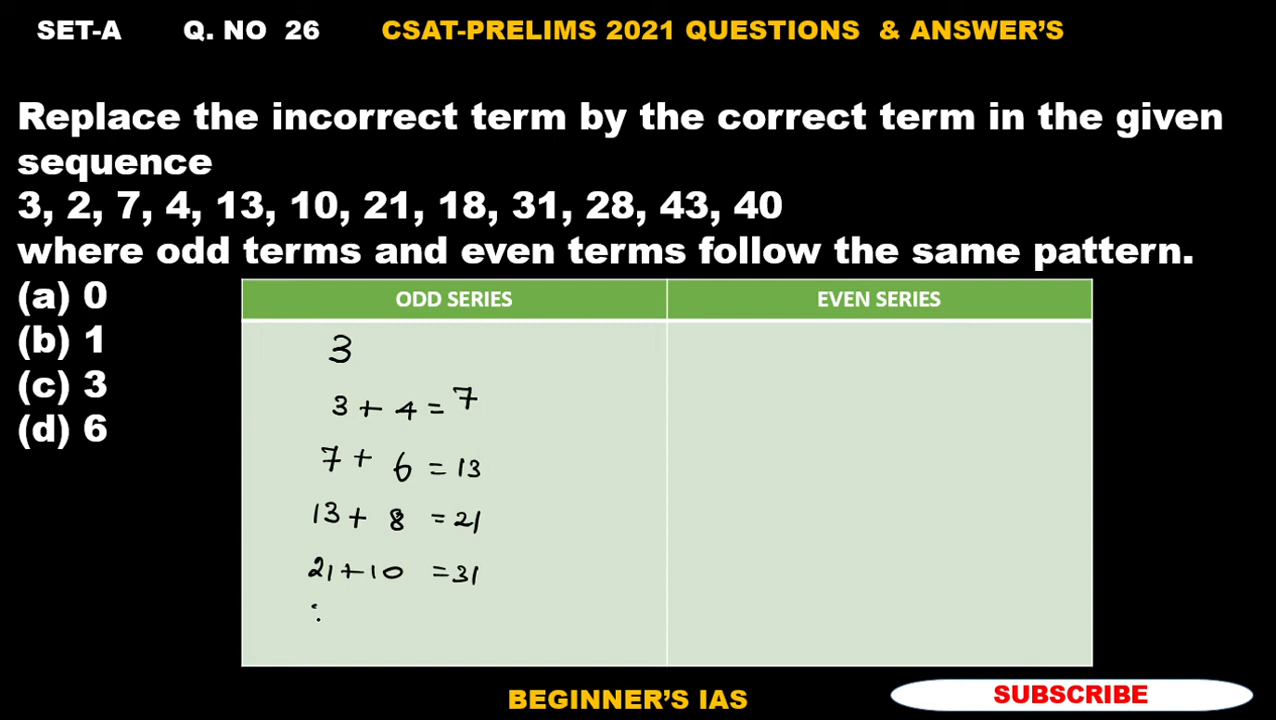 SET-A Q. NO 26 CSAT-PRELIMS 2021 QUESTIONS & ANSWER'S
Replace the incorrect term by the correct term in the given
sequence
3, 2, 7, 4, 13, 10, 21, 18, 31, 28, 43, 40
where odd terms and even terms follow the same pattern.
(a) 0
(b) 1
(c) 3
(d) 6
ODD SERIES EVEN SERIES
3
3 + 4 = 7
7 + 6 = 13
13 + 8 = 21
21 + 10 = 31
:
BEGINNER'S IAS
SUBSCRIBE